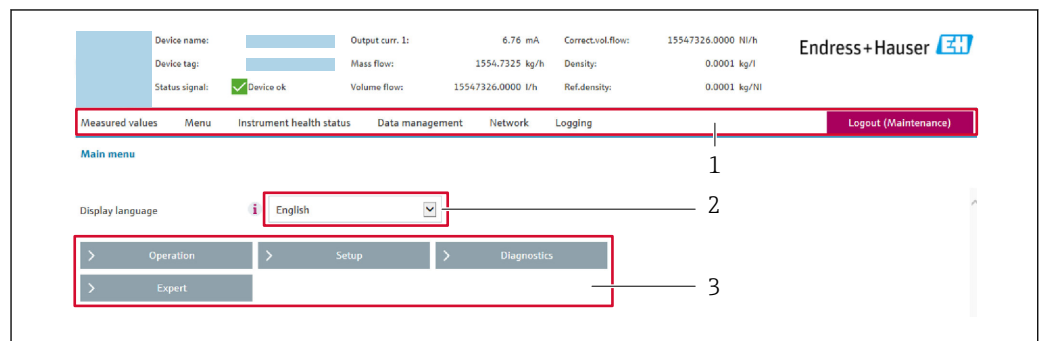 Device name: Output curr. 1: 6.76 mA Correct.vol.flow: 15547326.0000 Nl/h
Endress+Hauser EH
Device tag: Mass flow: 1554.7325 kg/h Density: 0.0001 kg/l
Status signal: Device ok Volume flow: 15547326.0000 l/h Ref.density: 0.0001 kg/Nl
Measured values Menu Instrument health status Data management Network Logging Logout (Maintenance)
1
Main menu
Display language i English 2
> Operation > Setup > Diagnostics
> Expert 3